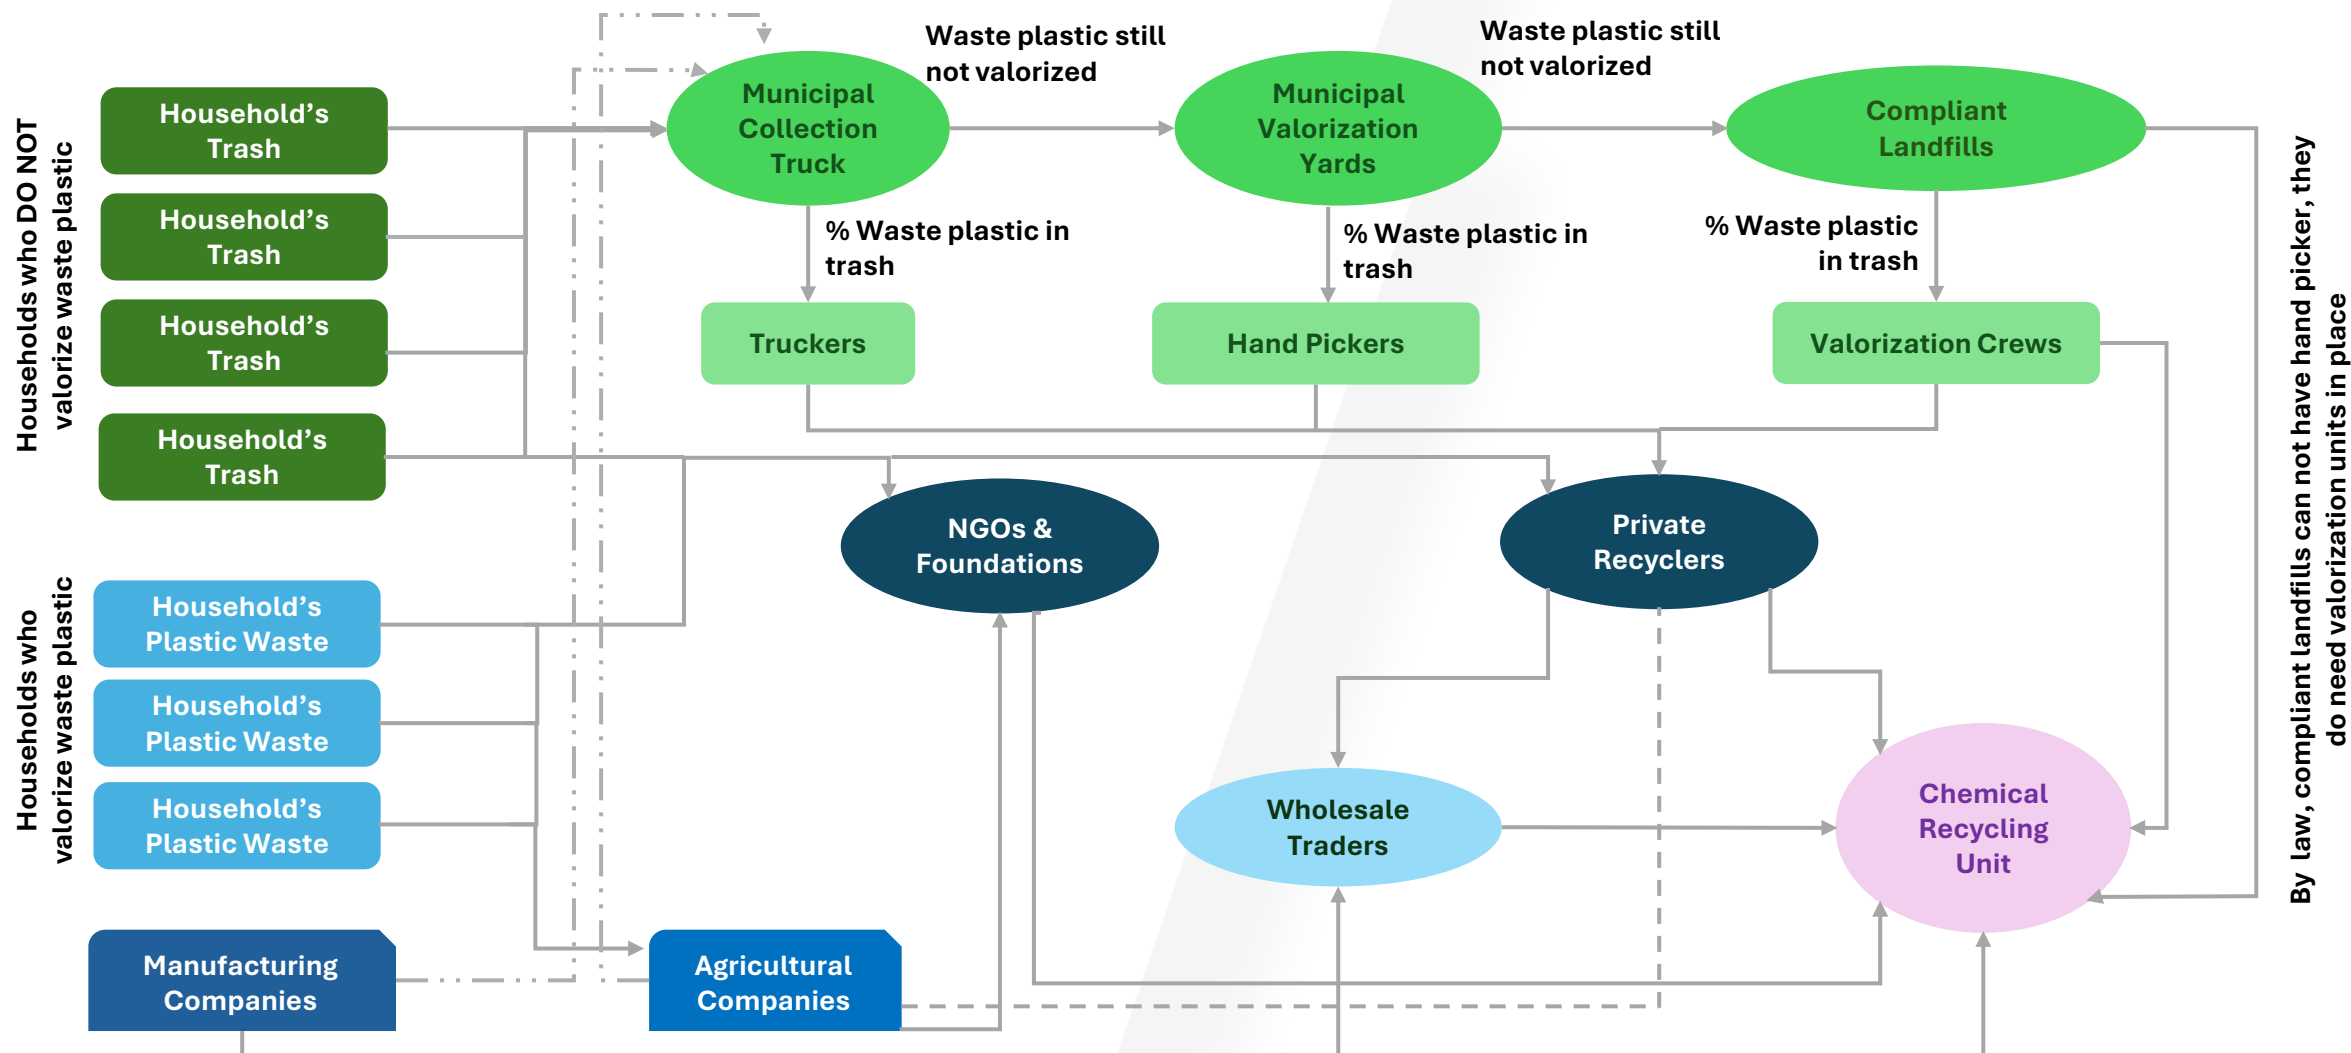 Waste plastic still
not valorized
Waste plastic still
not valorized
Households who DO NOT
valorize waste plastic
Household's
Trash
Household's
Trash
Household's
Trash
Household's
Trash
Municipal
Collection
Truck
Municipal
Valorization
Yards
Compliant
Landfills
% Waste plastic in
trash
% Waste plastic in
trash
% Waste plastic
in trash
Truckers
Hand Pickers
Valorization Crews
By law, compliant landfills can not have hand picker, they
do need valorization units in place
NGOs &
Foundations
Private
Recyclers
Households who
valorize waste plastic
Household's
Plastic Waste
Household's
Plastic Waste
Household's
Plastic Waste
Wholesale
Traders
Chemical
Recycling
Unit
Manufacturing
Companies
Agricultural
Companies